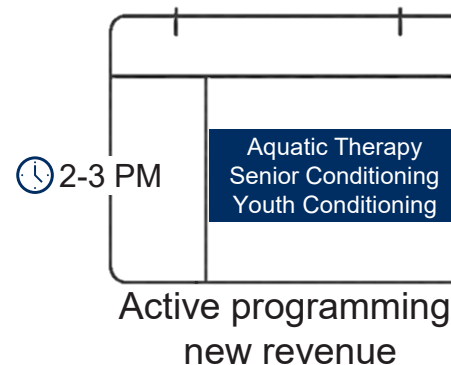 2-3 PM
Aquatic Therapy
Senior Conditioning
Youth Conditioning
Active programming
new revenue